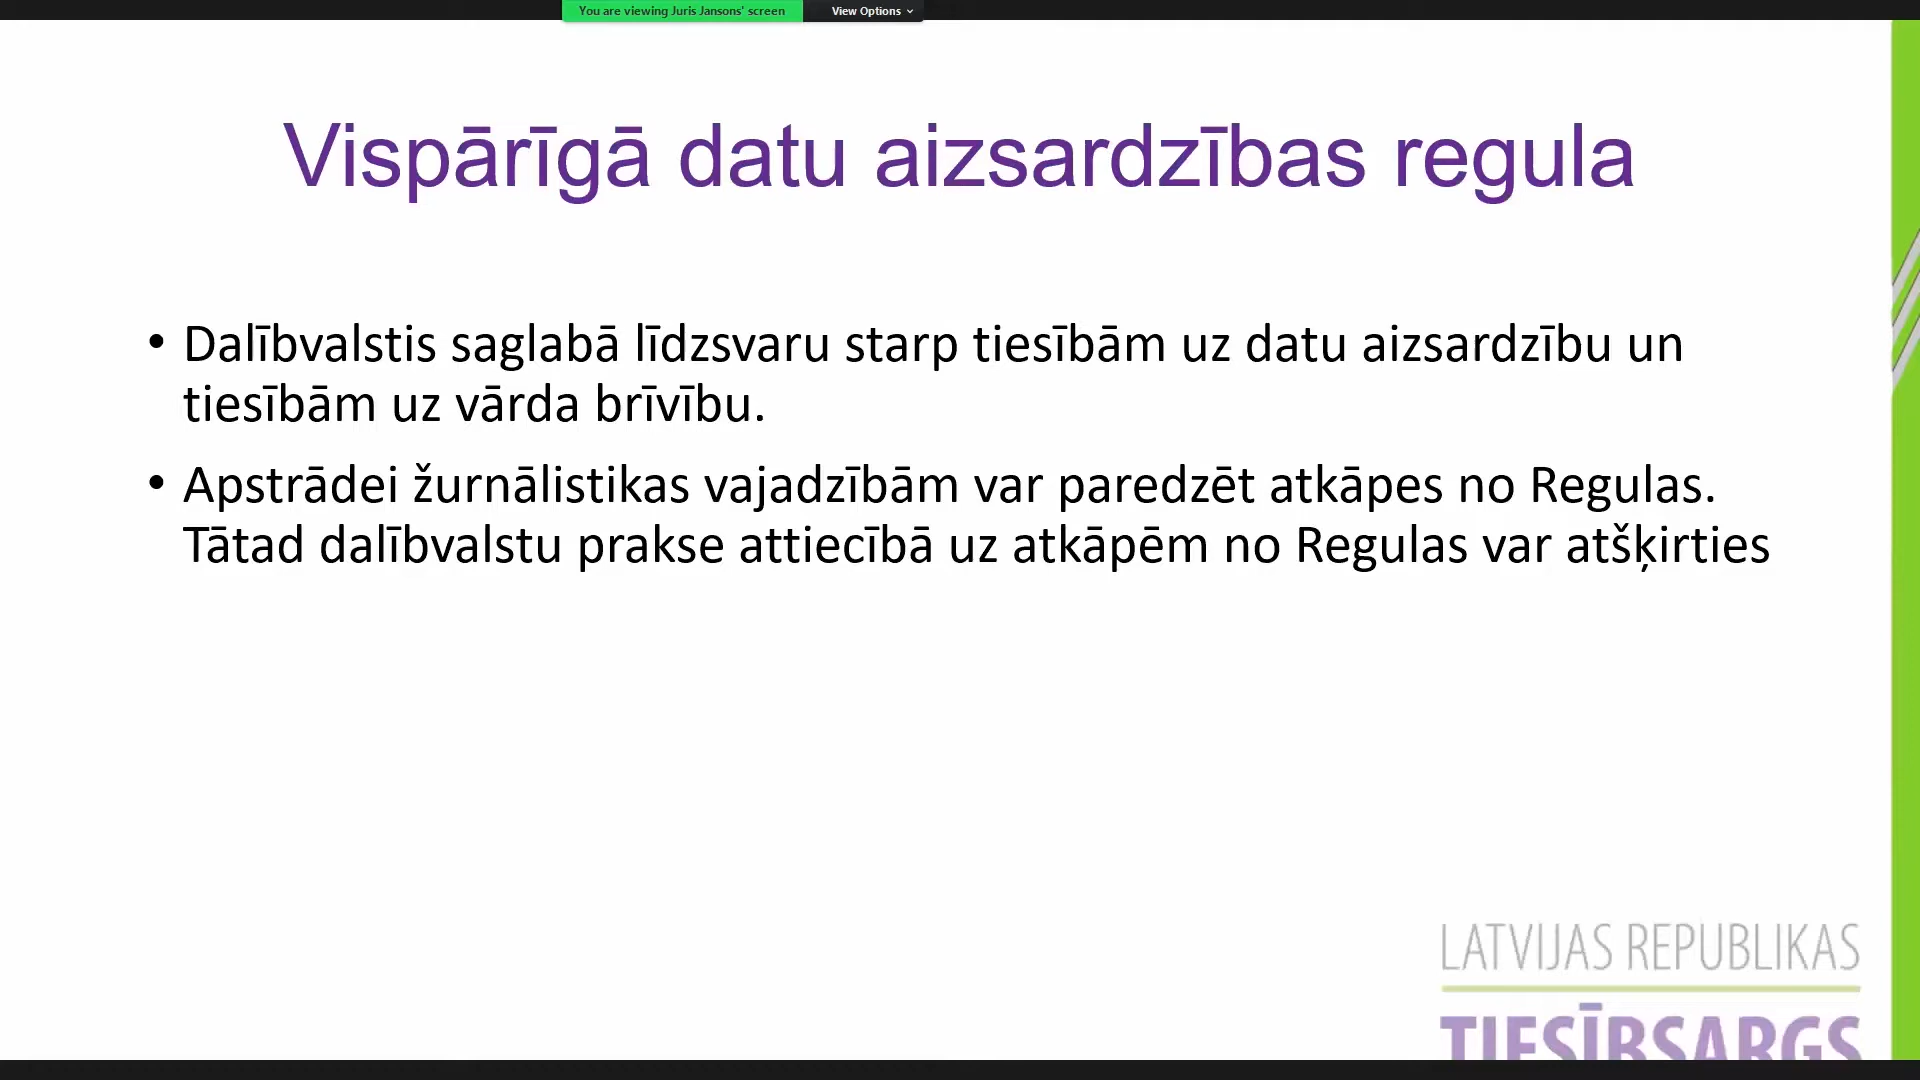 You are viewing Juris Jansons' screen
View Options
Vispārīgā datu aizsardzības regula
• Dalībvalstis saglabā līdzsvaru starp tiesībām uz datu aizsardzību un
tiesībām uz vārda brīvību.
• Apstrādei žurnālistikas vajadzībām var paredzēt atkāpes no Regulas.
Tātad dalībvalstu prakse attiecībā uz atkāpēm no Regulas var atšķirties
LATVIJAS REPUBLIKAS
TIESĪBSARGS